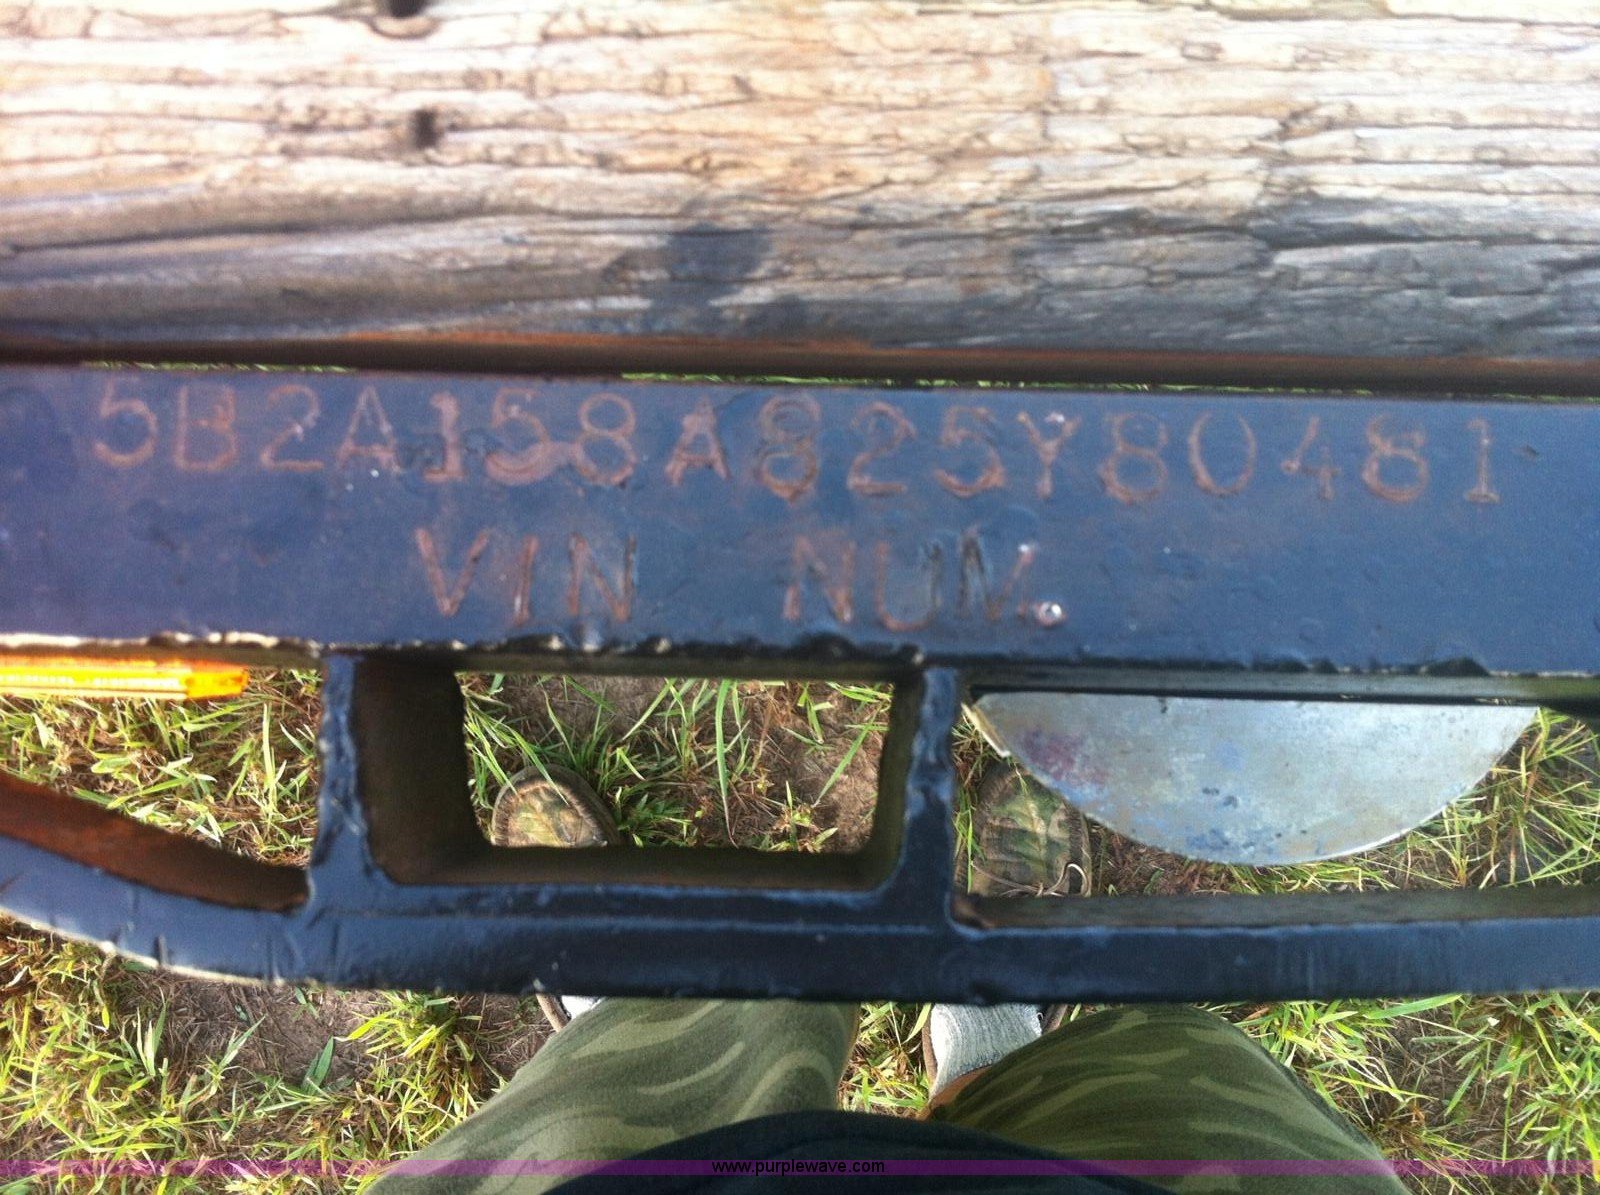 5B2A158A825Y80481
VIN NUM.
www.purplewave.com